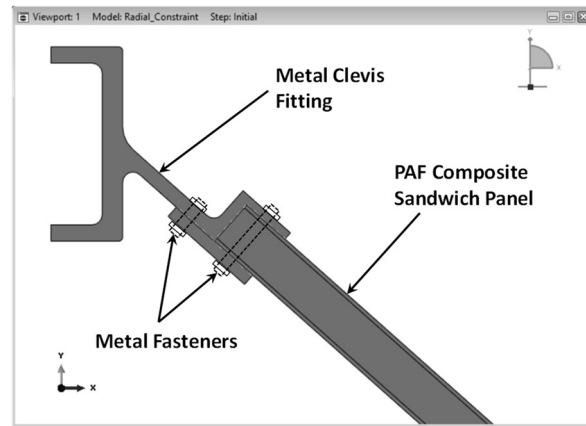 Viewport: 1 Model: Radial_Constraint Step: Initial
Y
X
Metal Clevis
Fitting
PAF Composite
Sandwich Panel
Metal Fasteners
Y
X